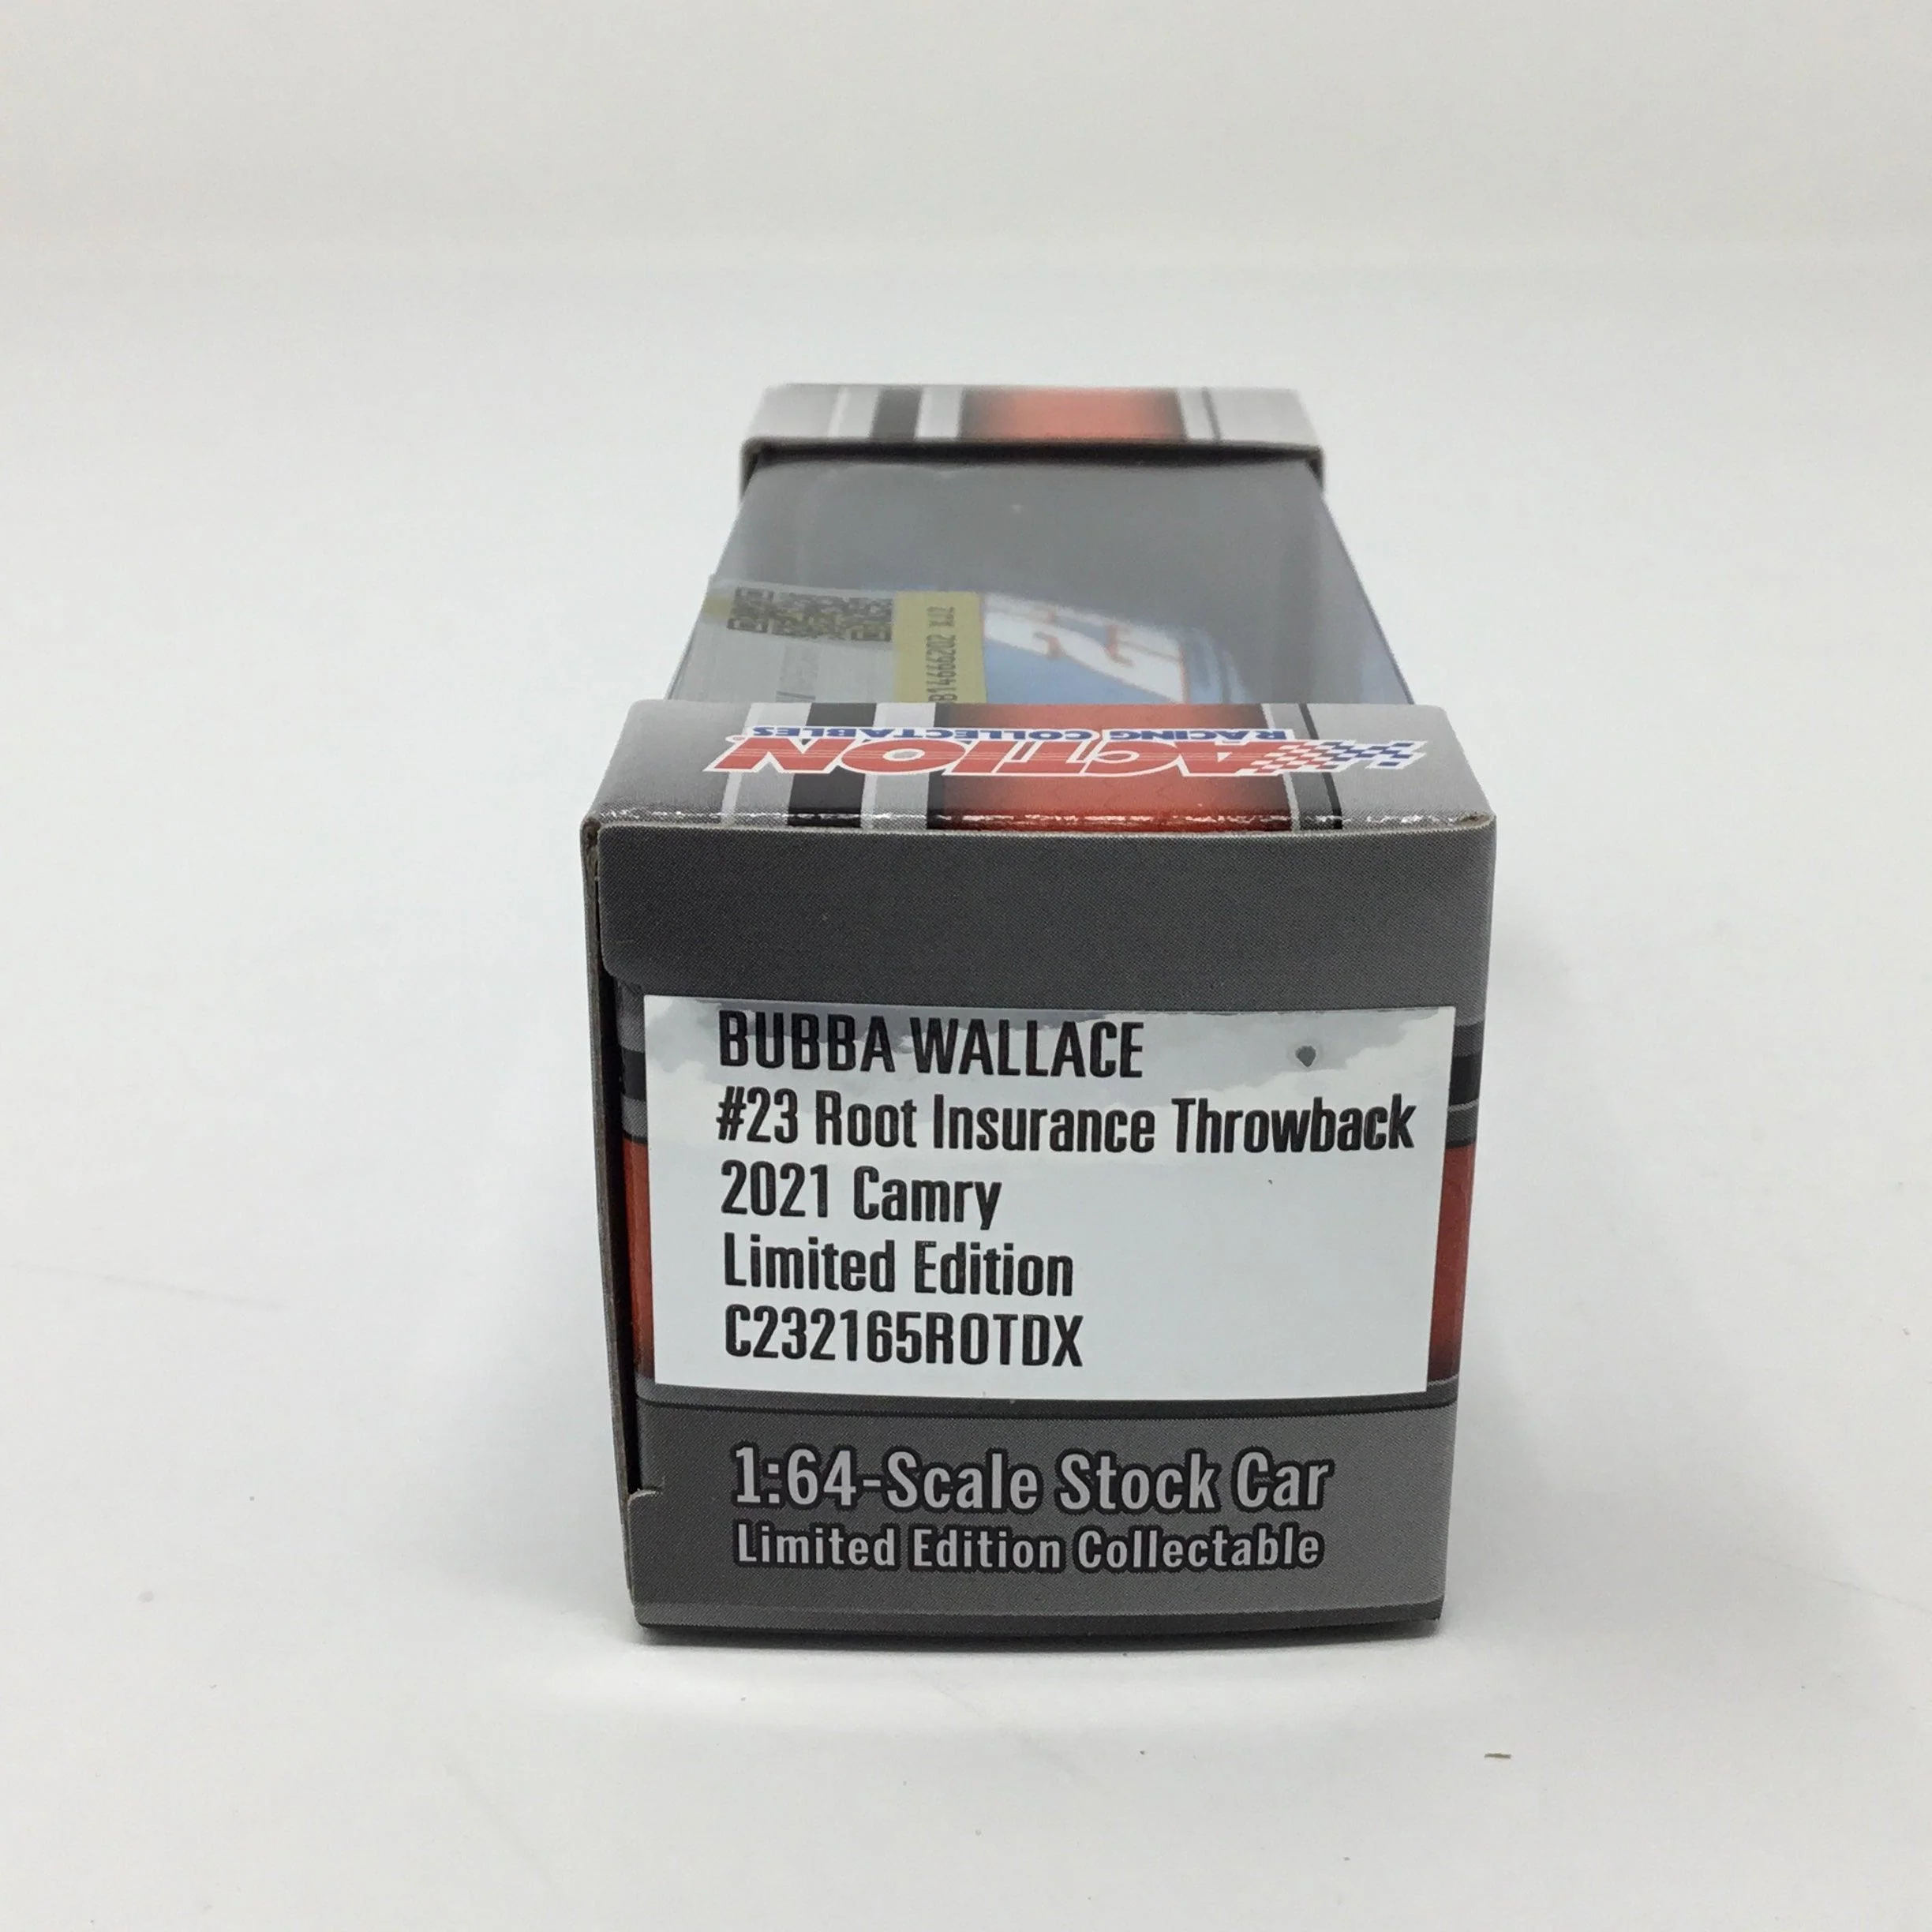 ACTION
RACING COLLECTABLES
BUBBA WALLACE
#23 Root Insurance Throwback
2021 Camry
Limited Edition
C232165ROTDX
1:64-Scale Stock Car
Limited Edition Collectable